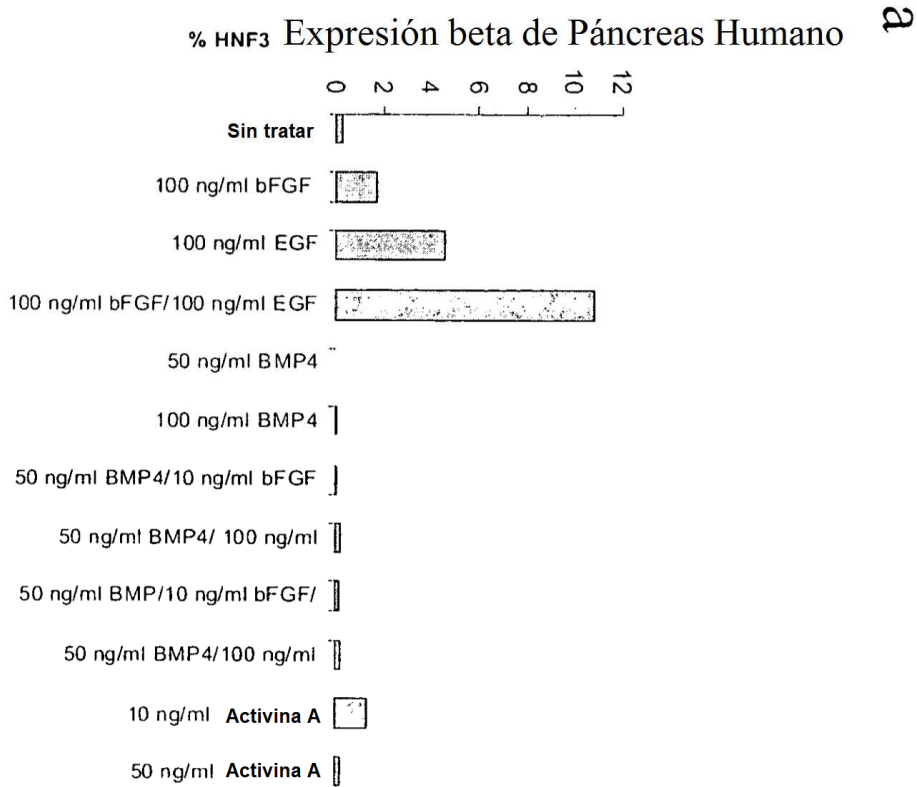 a
% HNF3 Expresión beta de Páncreas Humano
0 2 4 6 8 10 12
Sin tratar
100 ng/ml bFGF
100 ng/ml EGF
100 ng/ml bFGF/100 ng/ml EGF
50 ng/ml BMP4
100 ng/ml BMP4
50 ng/ml BMP4/10 ng/ml bFGF
50 ng/ml BMP4/ 100 ng/ml
50 ng/ml BMP/10 ng/ml bFGF/
50 ng/ml BMP4/100 ng/ml
10 ng/ml Activina A
50 ng/ml Activina A